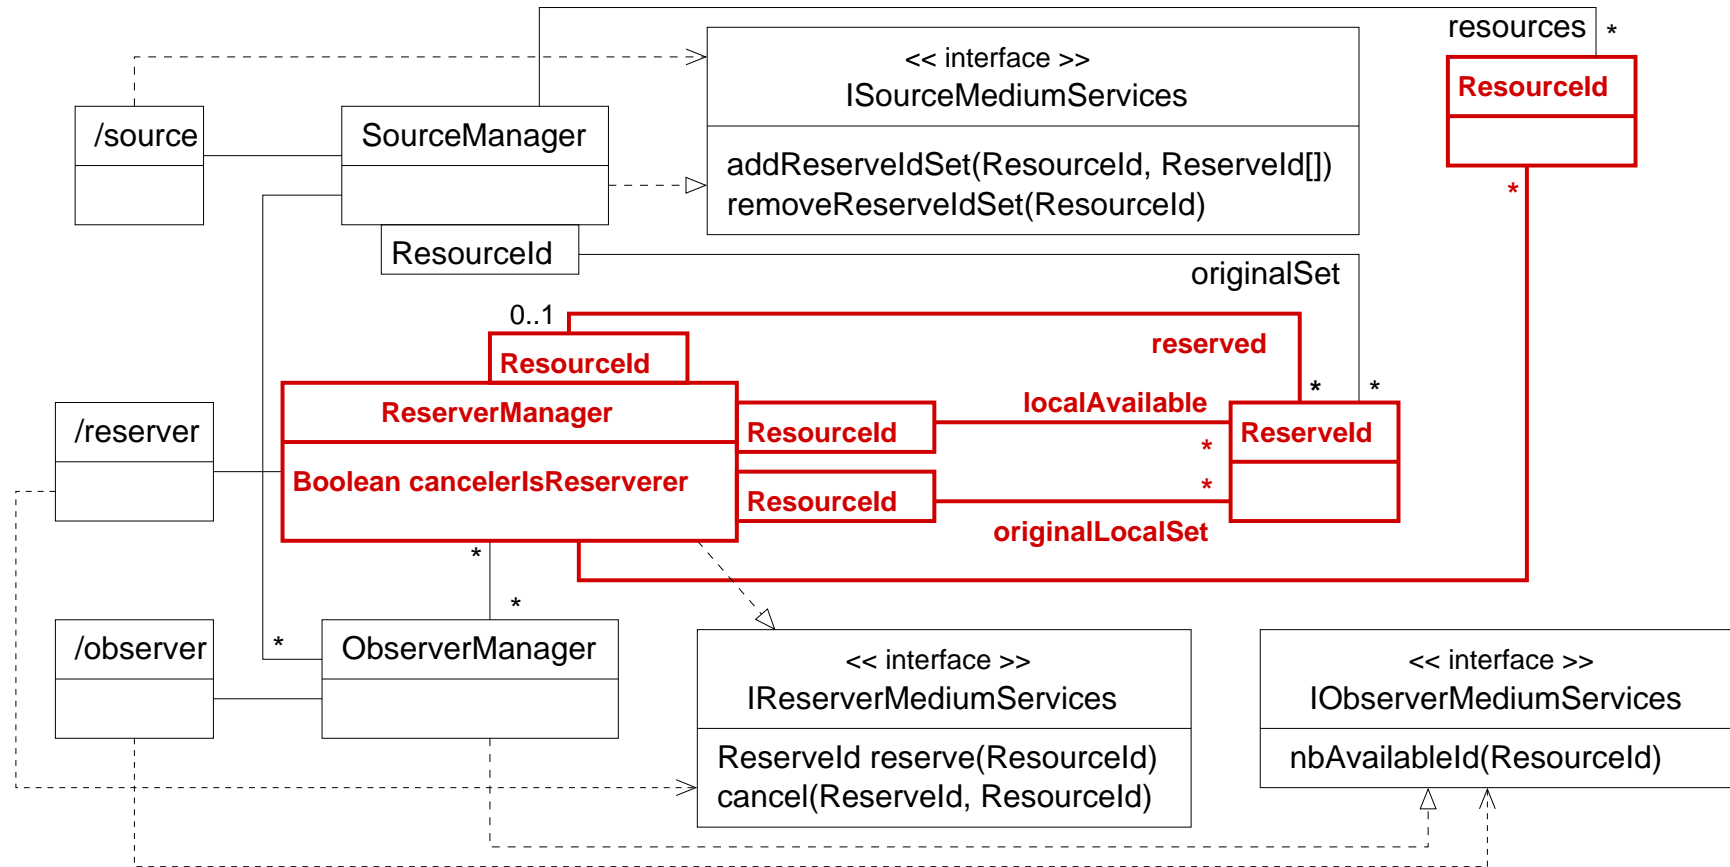 resources *
<< interface >>
ISourceMediumServices
ResourceId
/source
SourceManager
addReserveIdSet(ResourceId, ReserveId[])
removeReserveIdSet(ResourceId)
*
ResourceId
originalSet
0..1
ResourceId
reserved
* *
ReserverManager
localAvailable
/reserver
ResourceId
ReserveId
*
Boolean cancelerIsReserverer
*
ResourceId
originalLocalSet
*
*
/observer
*
ObserverManager
<< interface >>
IReserverMediumServices
<< interface >>
IObserverMediumServices
ReserveId reserve(ResourceId)
cancel(ReserveId, ResourceId)
nbAvailableId(ResourceId)